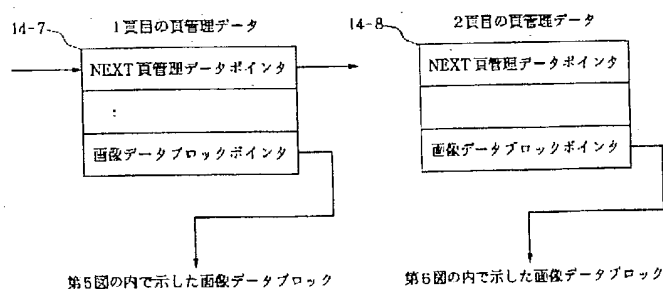 14-7
1頁目の頁管理データ
NEXT頁管理データポインタ
:
画像データブロックポインタ
第5図の内で示した画像データブロック
14-8
2頁目の頁管理データ
NEXT頁管理データポインタ
画像データブロックポインタ
第6図の内で示した画像データブロック